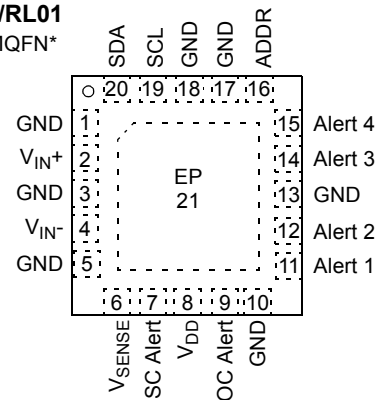 /RL01
MQFN*
SDA
SCL
GND
GND
ADDR
20 19 18 17 16
GND 1
VIN+ 2
GND 3
VIN- 4
GND 5
EP
21
15 Alert 4
14 Alert 3
13 GND
12 Alert 2
11 Alert 1
6 7 8 9 10
VSENSE
SC Alert
VDD
OC Alert
GND